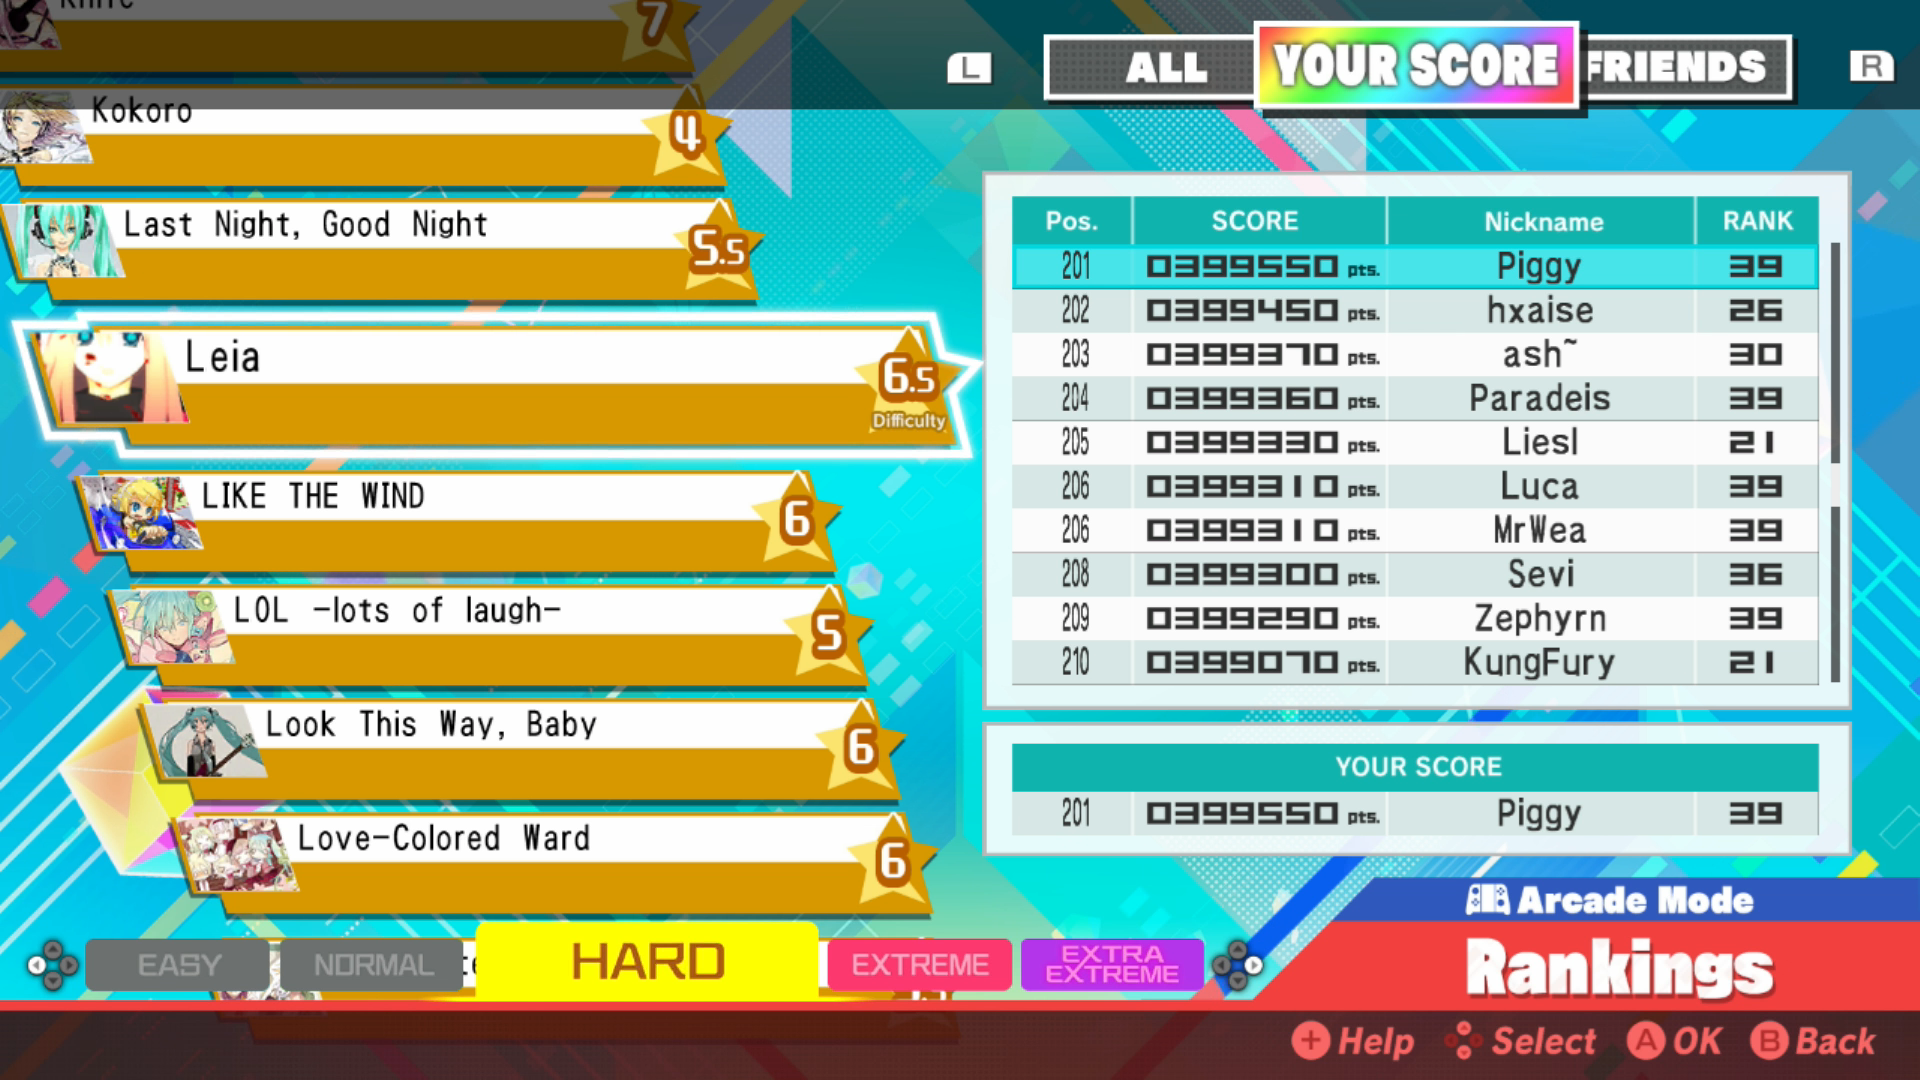 7
Kokoro
4
Last Night, Good Night
5.5
Leia
6.5
Difficulty
LIKE THE WIND
6
LOL -lots of laugh-
5
Look This Way, Baby
6
Love-Colored Ward
6
EASY NORMAL HARD EXTREME EXTRA EXTREME
L ALL YOUR SCORE FRIENDS R
Pos. SCORE Nickname RANK
201 0399550 pts. Piggy 39
202 0399450 pts. hxaise 26
203 0399370 pts. ash~ 30
204 0399360 pts. Paradeis 39
205 0399330 pts. Liesl 21
206 0399310 pts. Luca 39
206 0399310 pts. MrWea 39
208 0399300 pts. Sevi 36
209 0399290 pts. Zephyrn 39
210 0399070 pts. KungFury 21
YOUR SCORE
201 0399550 pts. Piggy 39
Arcade Mode
Rankings
+ Help Select A OK B Back